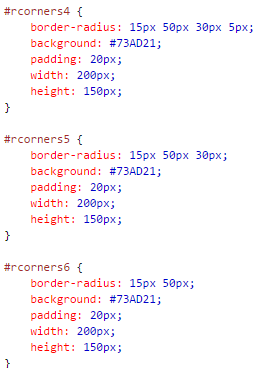 #rcorners4 {
    border-radius: 15px 50px 30px 5px;
    background: #73AD21;
    padding: 20px;
    width: 200px;
    height: 150px;
}

#rcorners5 {
    border-radius: 15px 50px 30px;
    background: #73AD21;
    padding: 20px;
    width: 200px;
    height: 150px;
}

#rcorners6 {
    border-radius: 15px 50px;
    background: #73AD21;
    padding: 20px;
    width: 200px;
    height: 150px;
}